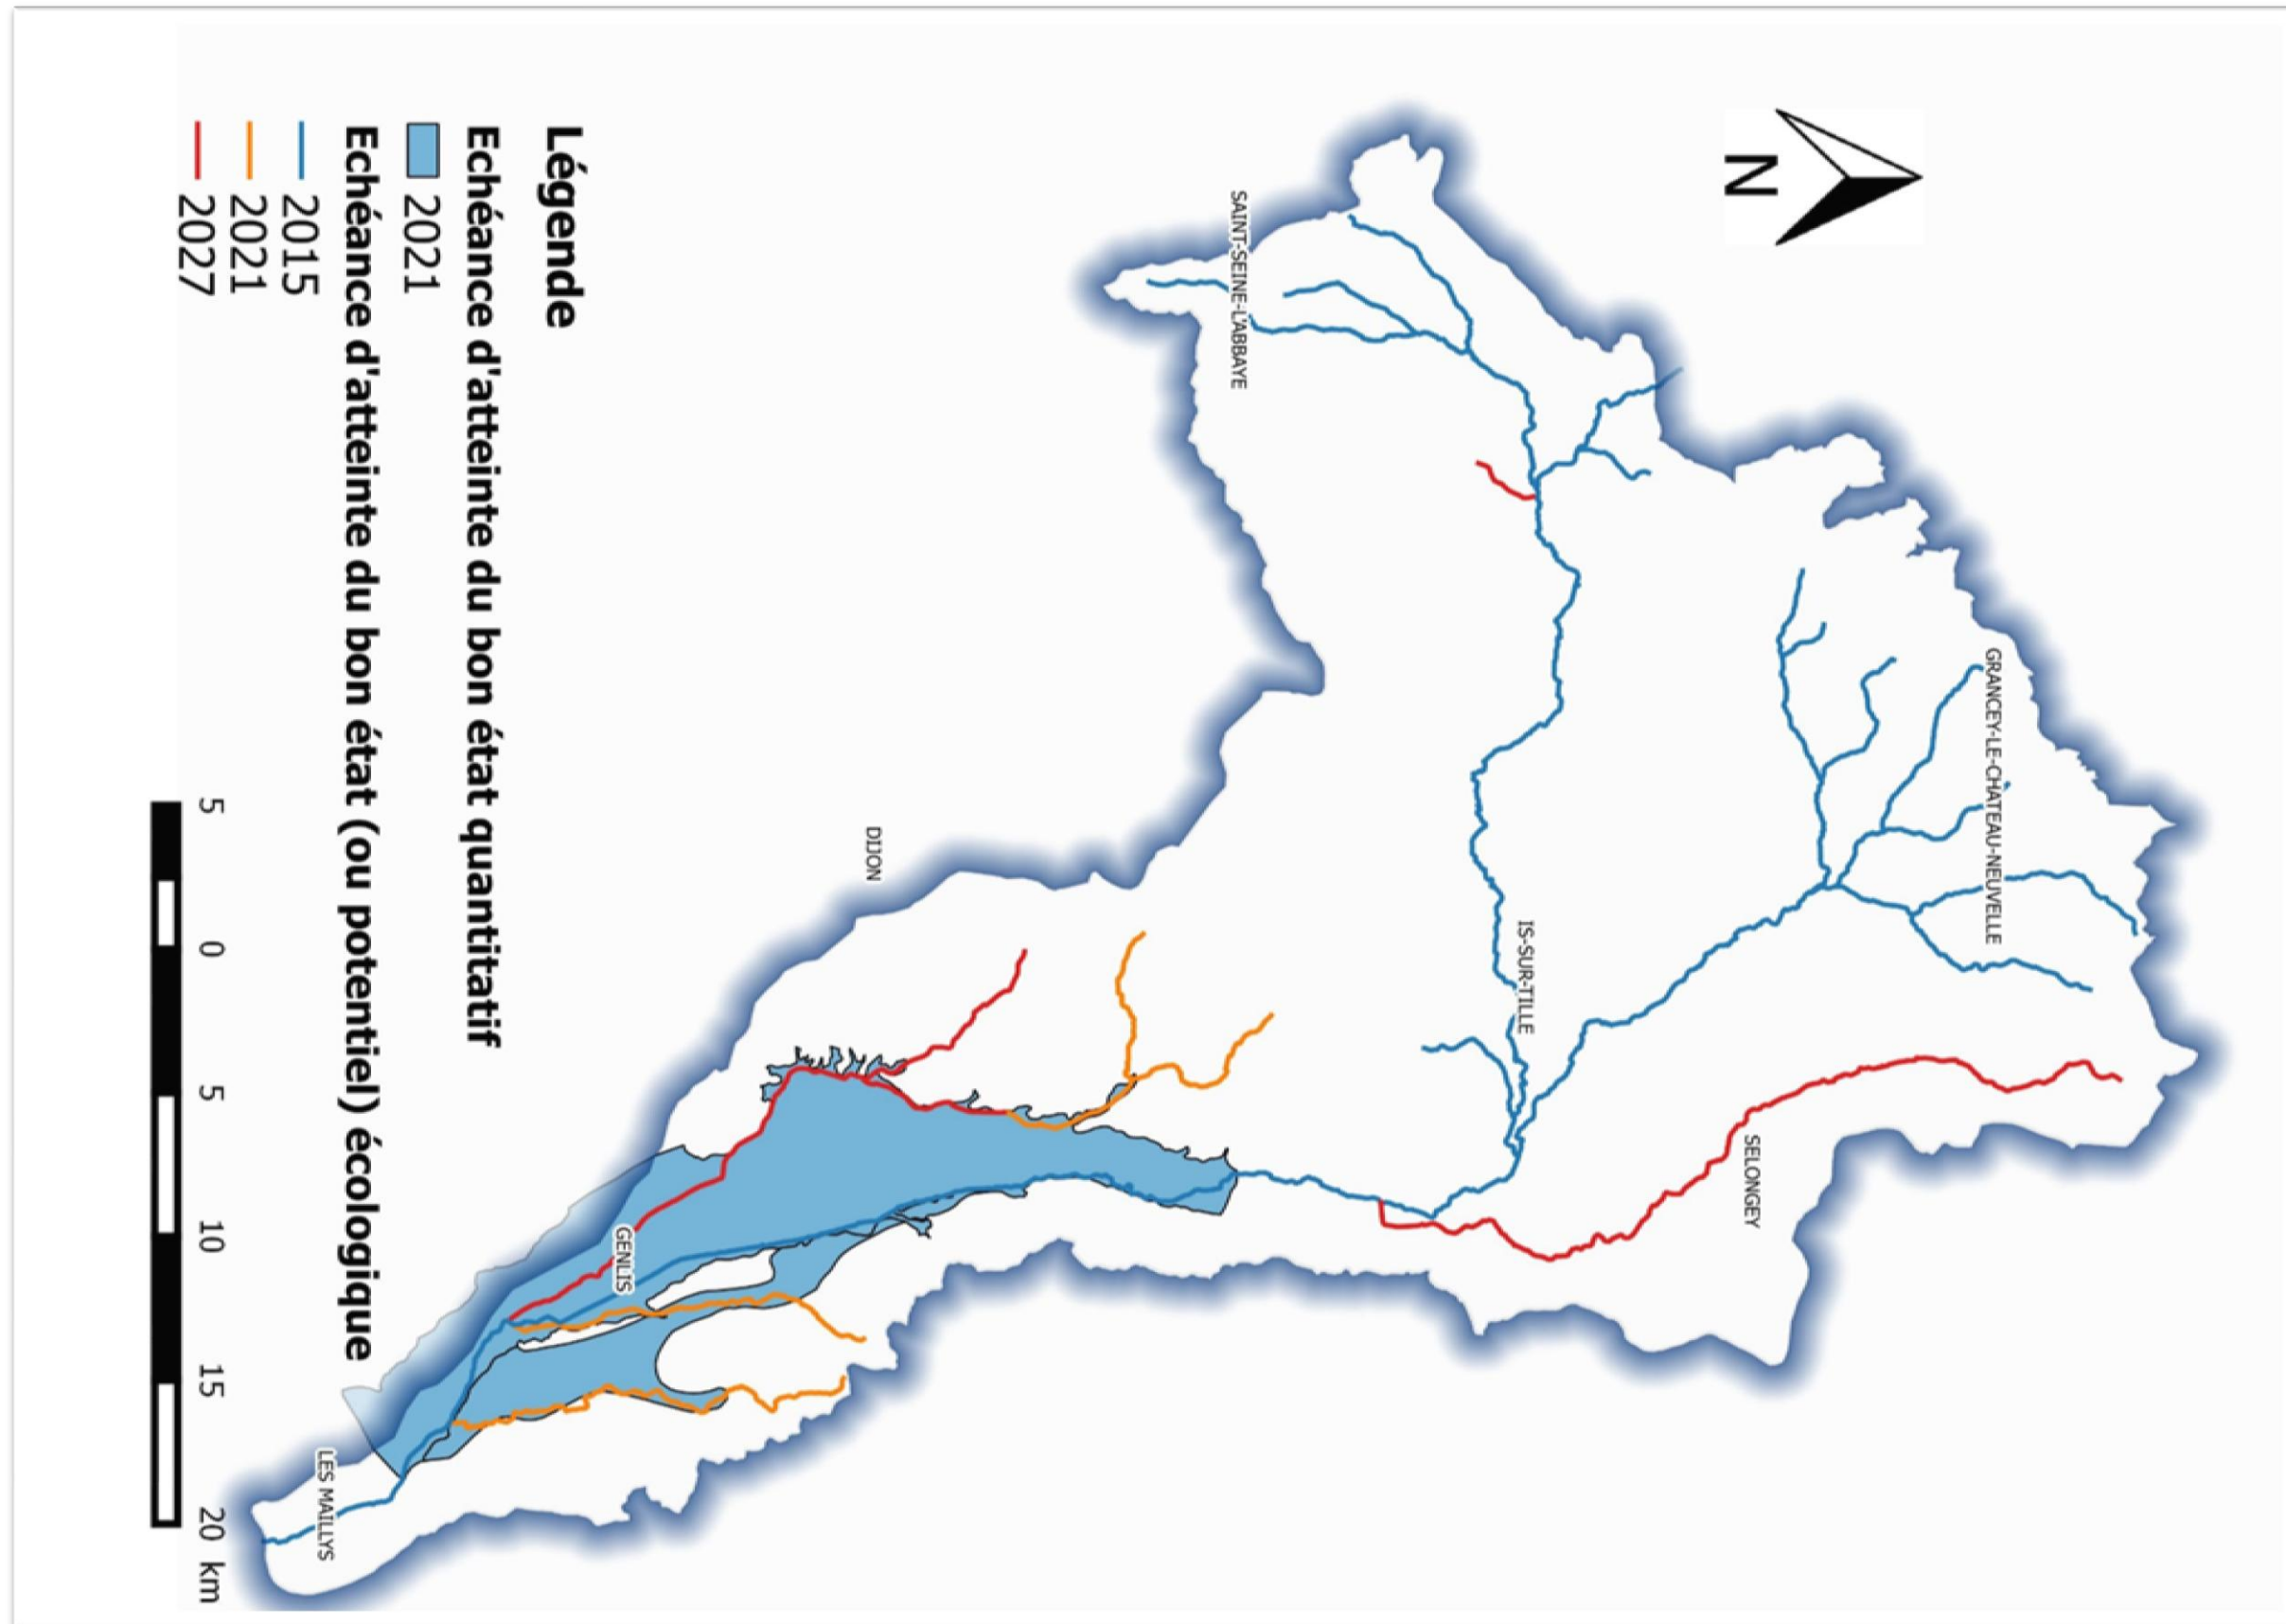 N
GRANCEY-LE-CHATEAU-NEUVELLE
SELONGEY
IS-SUR-TILLE
SAINT-SEINE-L'ABBAYE
DIJON
GENLIS
LES MAILLYS
Légende
Echéance d'atteinte du bon état quantitatif
2021
Echéance d'atteinte du bon état (ou potentiel) écologique
2015
2021
2027
5 0 5 10 15 20 km